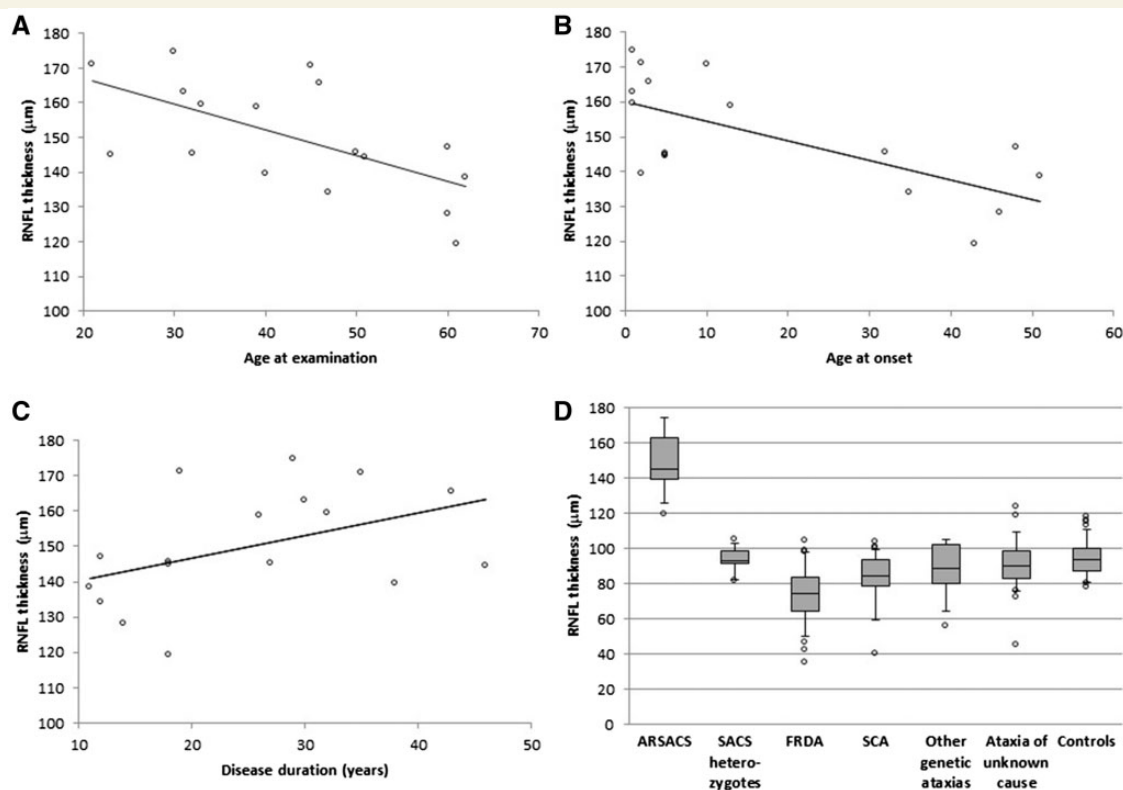 A
180
170
160
150
140
130
120
110
100
RNFL thickness (μm)
20 30 40 50 60 70
Age at examination
B
180
170
160
150
140
130
120
110
100
RNFL thickness (μm)
0 10 20 30 40 50 60
Age at onset
C
180
170
160
150
140
130
120
110
100
RNFL thickness (μm)
10 20 30 40 50
Disease duration (years)
D
180
160
140
120
100
80
60
40
20
0
RNFL thickness (μm)
ARSACS SACS FRDA SCA Other Ataxia of Controls
hetero- genetic unknown
zygotes ataxias cause